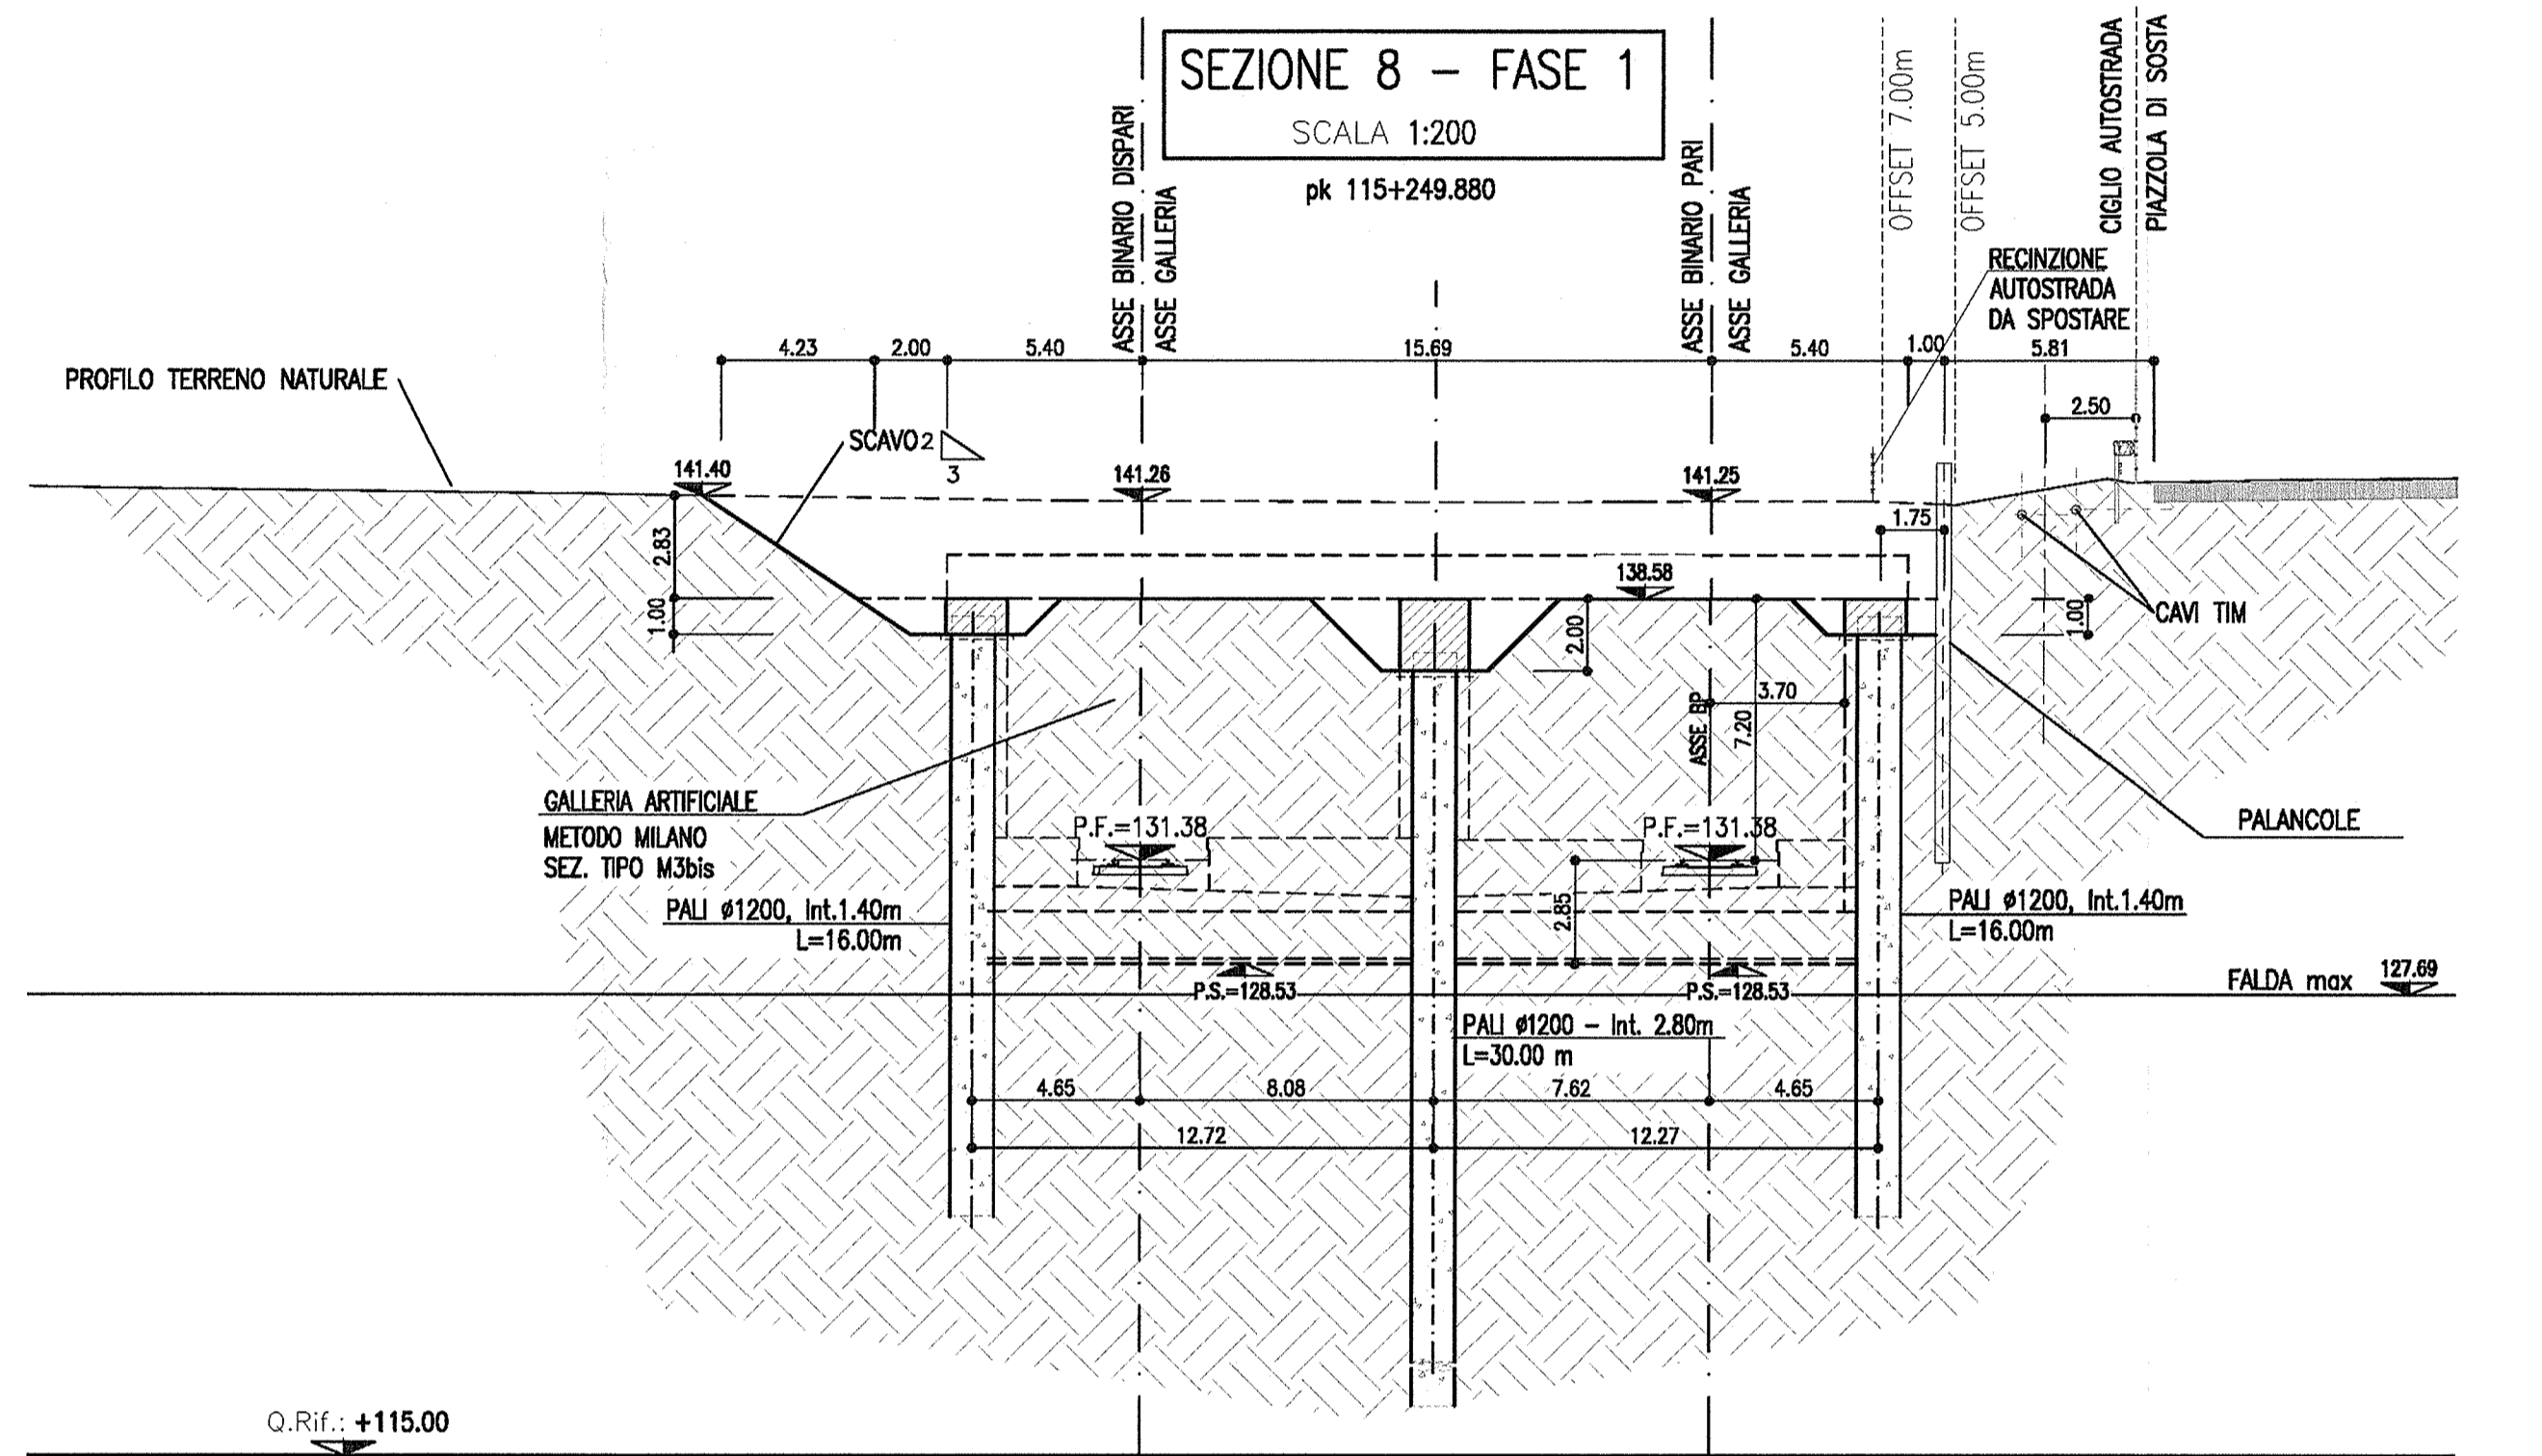 SEZIONE 8 – FASE 1
SCALA 1:200
pk 115+249.880
ASSE BINARIO DISPARI
ASSE GALLERIA
ASSE BINARIO PARI
ASSE GALLERIA
OFFSET 7.00m
OFFSET 5.00m
CIGLIO AUTOSTRADA
PIAZZOLA DI SOSTA
RECINZIONE
AUTOSTRADA
DA SPOSTARE
4.23
2.00
5.40
15.69
5.40
1.00
5.81
PROFILO TERRENO NATURALE
2.50
SCAVO
2
3
141.40
141.26
141.25
1.75
2.83
1.00
138.58
2.00
1.00
CAVI TIM
3.70
ASSE BP
7.20
GALLERIA ARTIFICIALE
METODO MILANO
SEZ. TIPO M3bis
P.F.=131.38
P.F.=131.38
PALANCOLE
PALI ø1200, Int.1.40m
L=16.00m
2.85
PALI ø1200, Int.1.40m
L=16.00m
P.S.=128.53
P.S.=128.53
FALDA max 127.69
PALI ø1200 – Int. 2.80m
L=30.00 m
4.65
8.08
7.62
4.65
12.72
12.27
Q.Rif.: +115.00